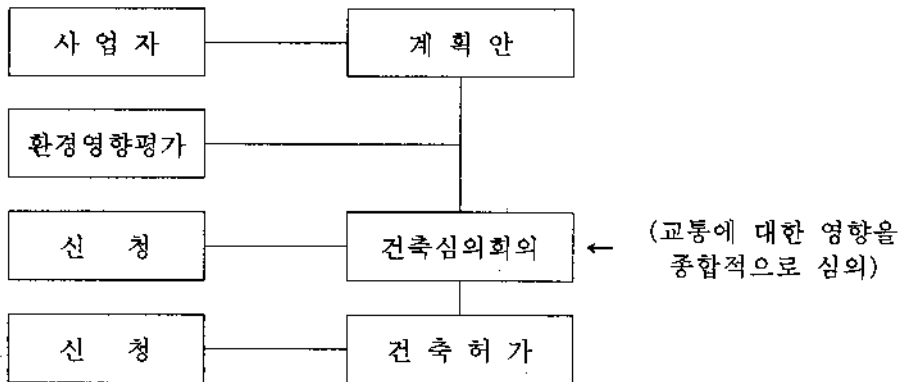 사 업 자
계 획 안
환경영향평가
신 청
건축심의회의
← (교통에 대한 영향을
종합적으로 심의)
신 청
건 축 허 가